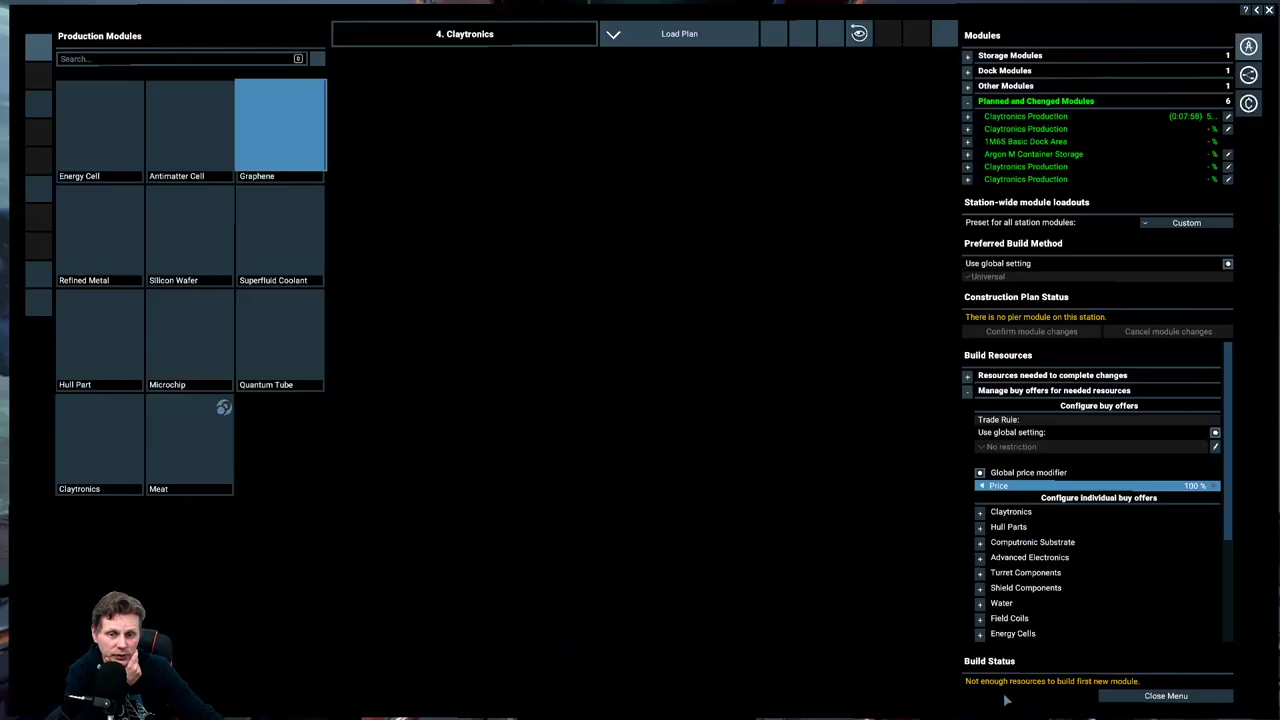 Production Modules
Search...
0
Energy Cell
Antimatter Cell
Graphene
Refined Metal
Silicon Wafer
Superfluid Coolant
Hull Part
Microchip
Quantum Tube
Claytronics
Meat
4. Claytronics
Load Plan
? < X
Modules
+ Storage Modules 1
+ Dock Modules 1
+ Other Modules 1
- Planned and Changed Modules 6
+ Claytronics Production (0:07:58) 5...
+ Claytronics Production - %
+ 1M6S Basic Dock Area - %
+ Argon M Container Storage - %
+ Claytronics Production - %
+ Claytronics Production - %
Station-wide module loadouts
Preset for all station modules: Custom
Preferred Build Method
Use global setting
Universal
Construction Plan Status
There is no pier module on this station.
Confirm module changes Cancel module changes
Build Resources
+ Resources needed to complete changes
- Manage buy offers for needed resources
Configure buy offers
Trade Rule:
Use global setting:
No restriction
Global price modifier
Price 100 %
Configure individual buy offers
+ Claytronics
+ Hull Parts
+ Computronic Substrate
+ Advanced Electronics
+ Turret Components
+ Shield Components
+ Water
+ Field Coils
+ Energy Cells
Build Status
Not enough resources to build first new module.
Close Menu